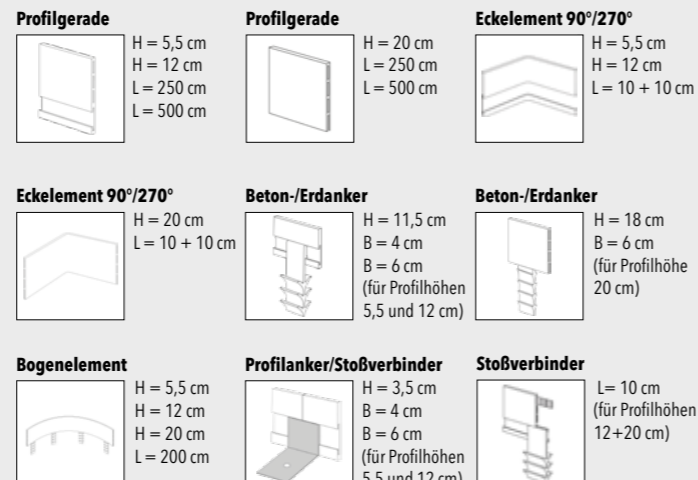 Profilgerade
H = 5,5 cm
H = 12 cm
L = 250 cm
L = 500 cm
Profilgerade
H = 20 cm
L = 250 cm
L = 500 cm
Eckelement 90°/270°
H = 5,5 cm
H = 12 cm
L = 10 + 10 cm
Eckelement 90°/270°
H = 20 cm
L = 10 + 10 cm
Beton-/Erdanker
H = 11,5 cm
B = 4 cm
B = 6 cm
(für Profilhöhen
5,5 und 12 cm)
Beton-/Erdanker
H = 18 cm
B = 6 cm
(für Profilhöhe
20 cm)
Bogenelement
H = 5,5 cm
H = 12 cm
H = 20 cm
L = 200 cm
Profilanker/Stoßverbinder
H = 3,5 cm
B = 4 cm
B = 6 cm
(für Profilhöhen
5,5 und 12 cm)
Stoßverbinder
L= 10 cm
(für Profilhöhen
12+20 cm)